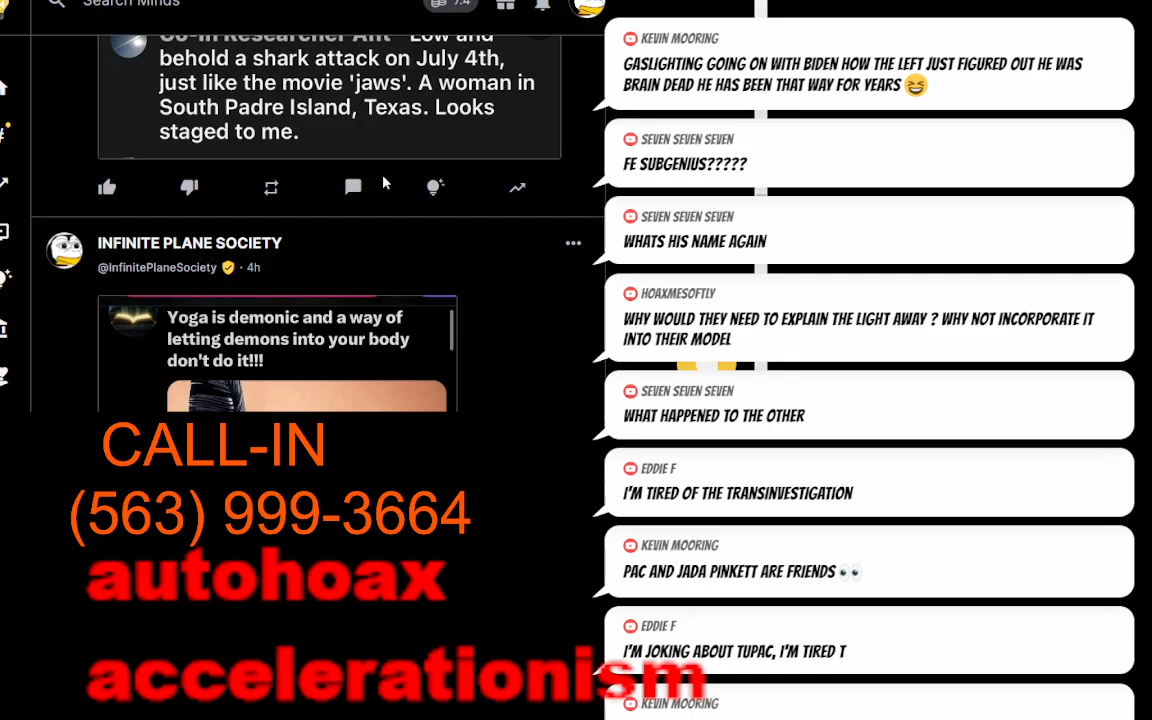 Search Minds
7.4
Co-in Researcher Ant "Low and
behold a shark attack on July 4th,
just like the movie 'jaws'. A woman in
South Padre Island, Texas. Looks
staged to me.
INFINITE PLANE SOCIETY
@InfinitePlaneSociety · 4h
Yoga is demonic and a way of
letting demons into your body
don't do it!!!
CALL-IN
(563) 999-3664
autohoax
accelerationism
KEVIN MOORING
GASLIGHTING GOING ON WITH BIDEN HOW THE LEFT JUST FIGURED OUT HE WAS
BRAIN DEAD HE HAS BEEN THAT WAY FOR YEARS 😆
SEVEN SEVEN SEVEN
FE SUBGENIUS?????
SEVEN SEVEN SEVEN
WHATS HIS NAME AGAIN
HOAXMESOFTLY
WHY WOULD THEY NEED TO EXPLAIN THE LIGHT AWAY ? WHY NOT INCORPORATE IT
INTO THEIR MODEL
SEVEN SEVEN SEVEN
WHAT HAPPENED TO THE OTHER
EDDIE F
I'M TIRED OF THE TRANSINVESTIGATION
KEVIN MOORING
PAC AND JADA PINKETT ARE FRIENDS 👀
EDDIE F
I'M JOKING ABOUT TUPAC, I'M TIRED T
KEVIN MOORING